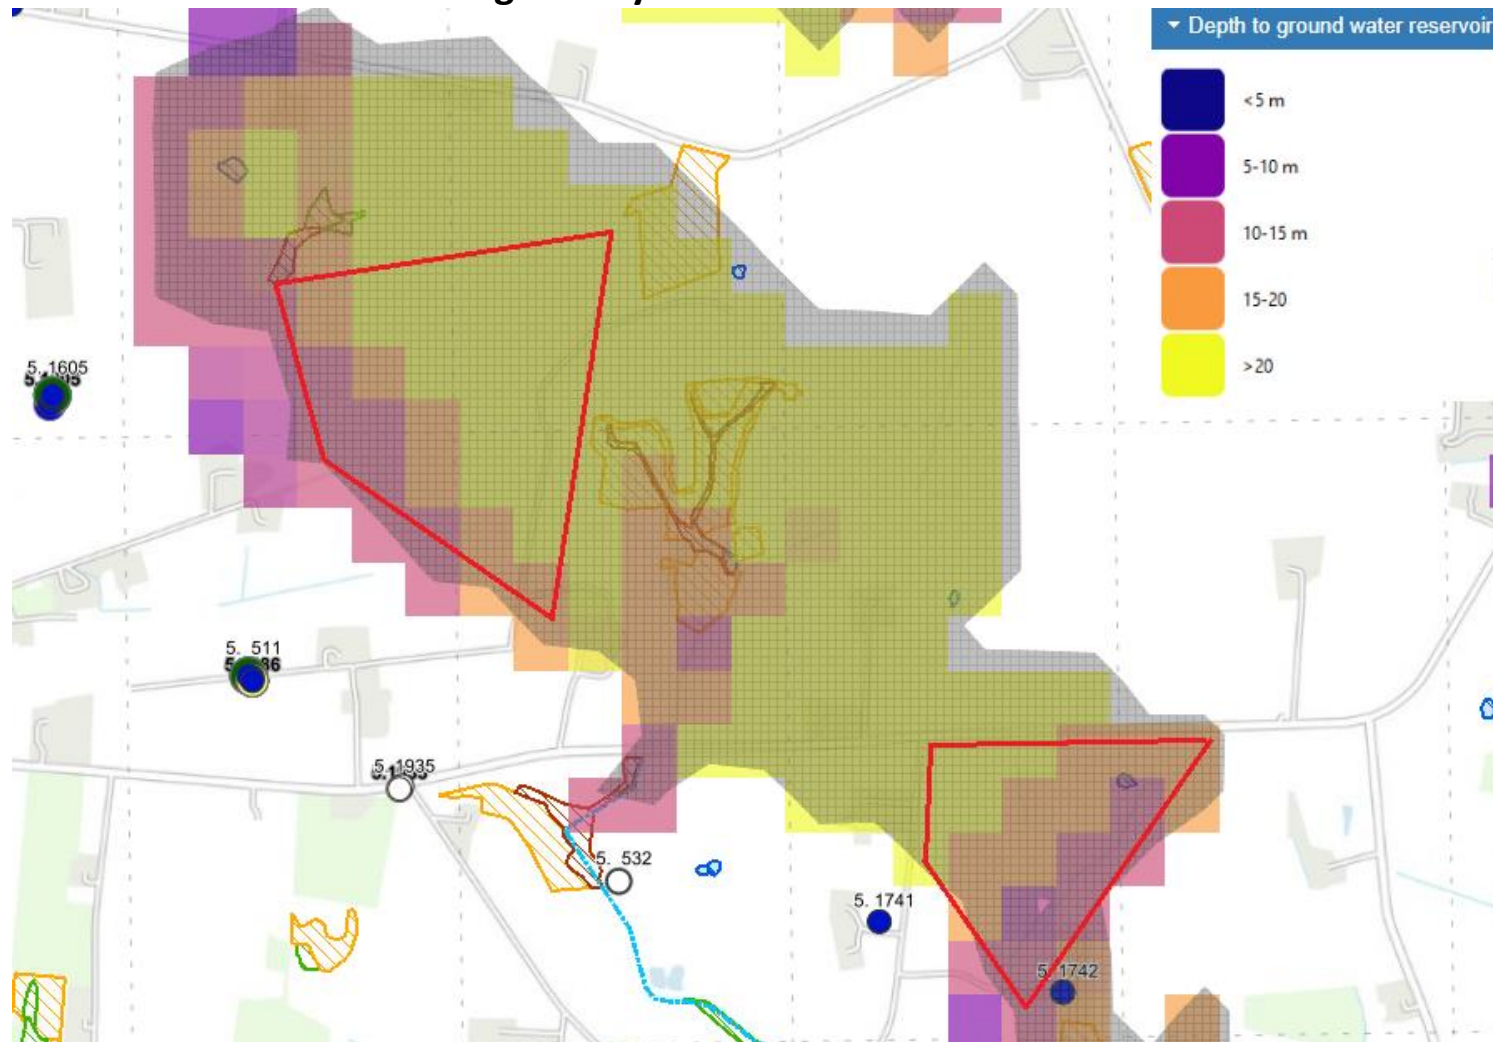 Depth to ground water reservoir
<5 m
5-10 m
10-15 m
15-20
>20
5. 1605
5. 511
5. 1935
5. 532
5. 1741
5. 1742